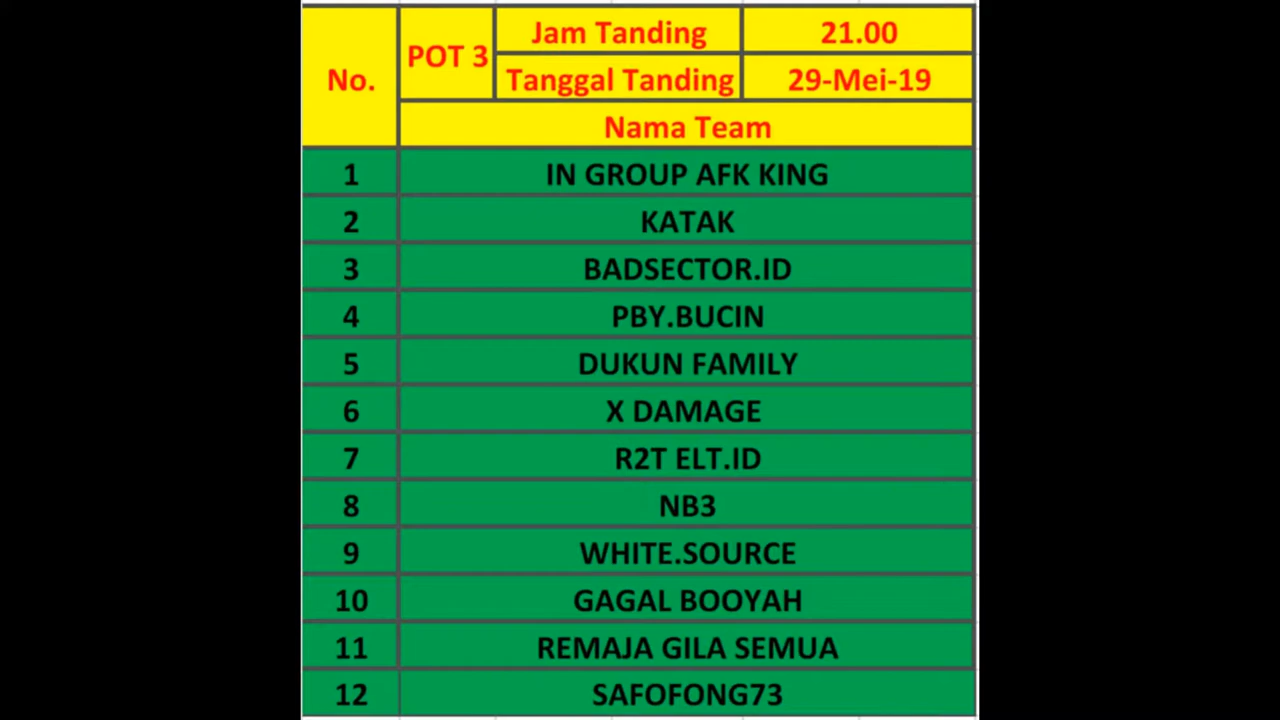 No. POT 3 Jam Tanding 21.00
Tanggal Tanding 29-Mei-19
Nama Team
1 IN GROUP AFK KING
2 KATAK
3 BADSECTOR.ID
4 PBY.BUCIN
5 DUKUN FAMILY
6 X DAMAGE
7 R2T ELT.ID
8 NB3
9 WHITE.SOURCE
10 GAGAL BOOYAH
11 REMAJA GILA SEMUA
12 SAFOFONG73